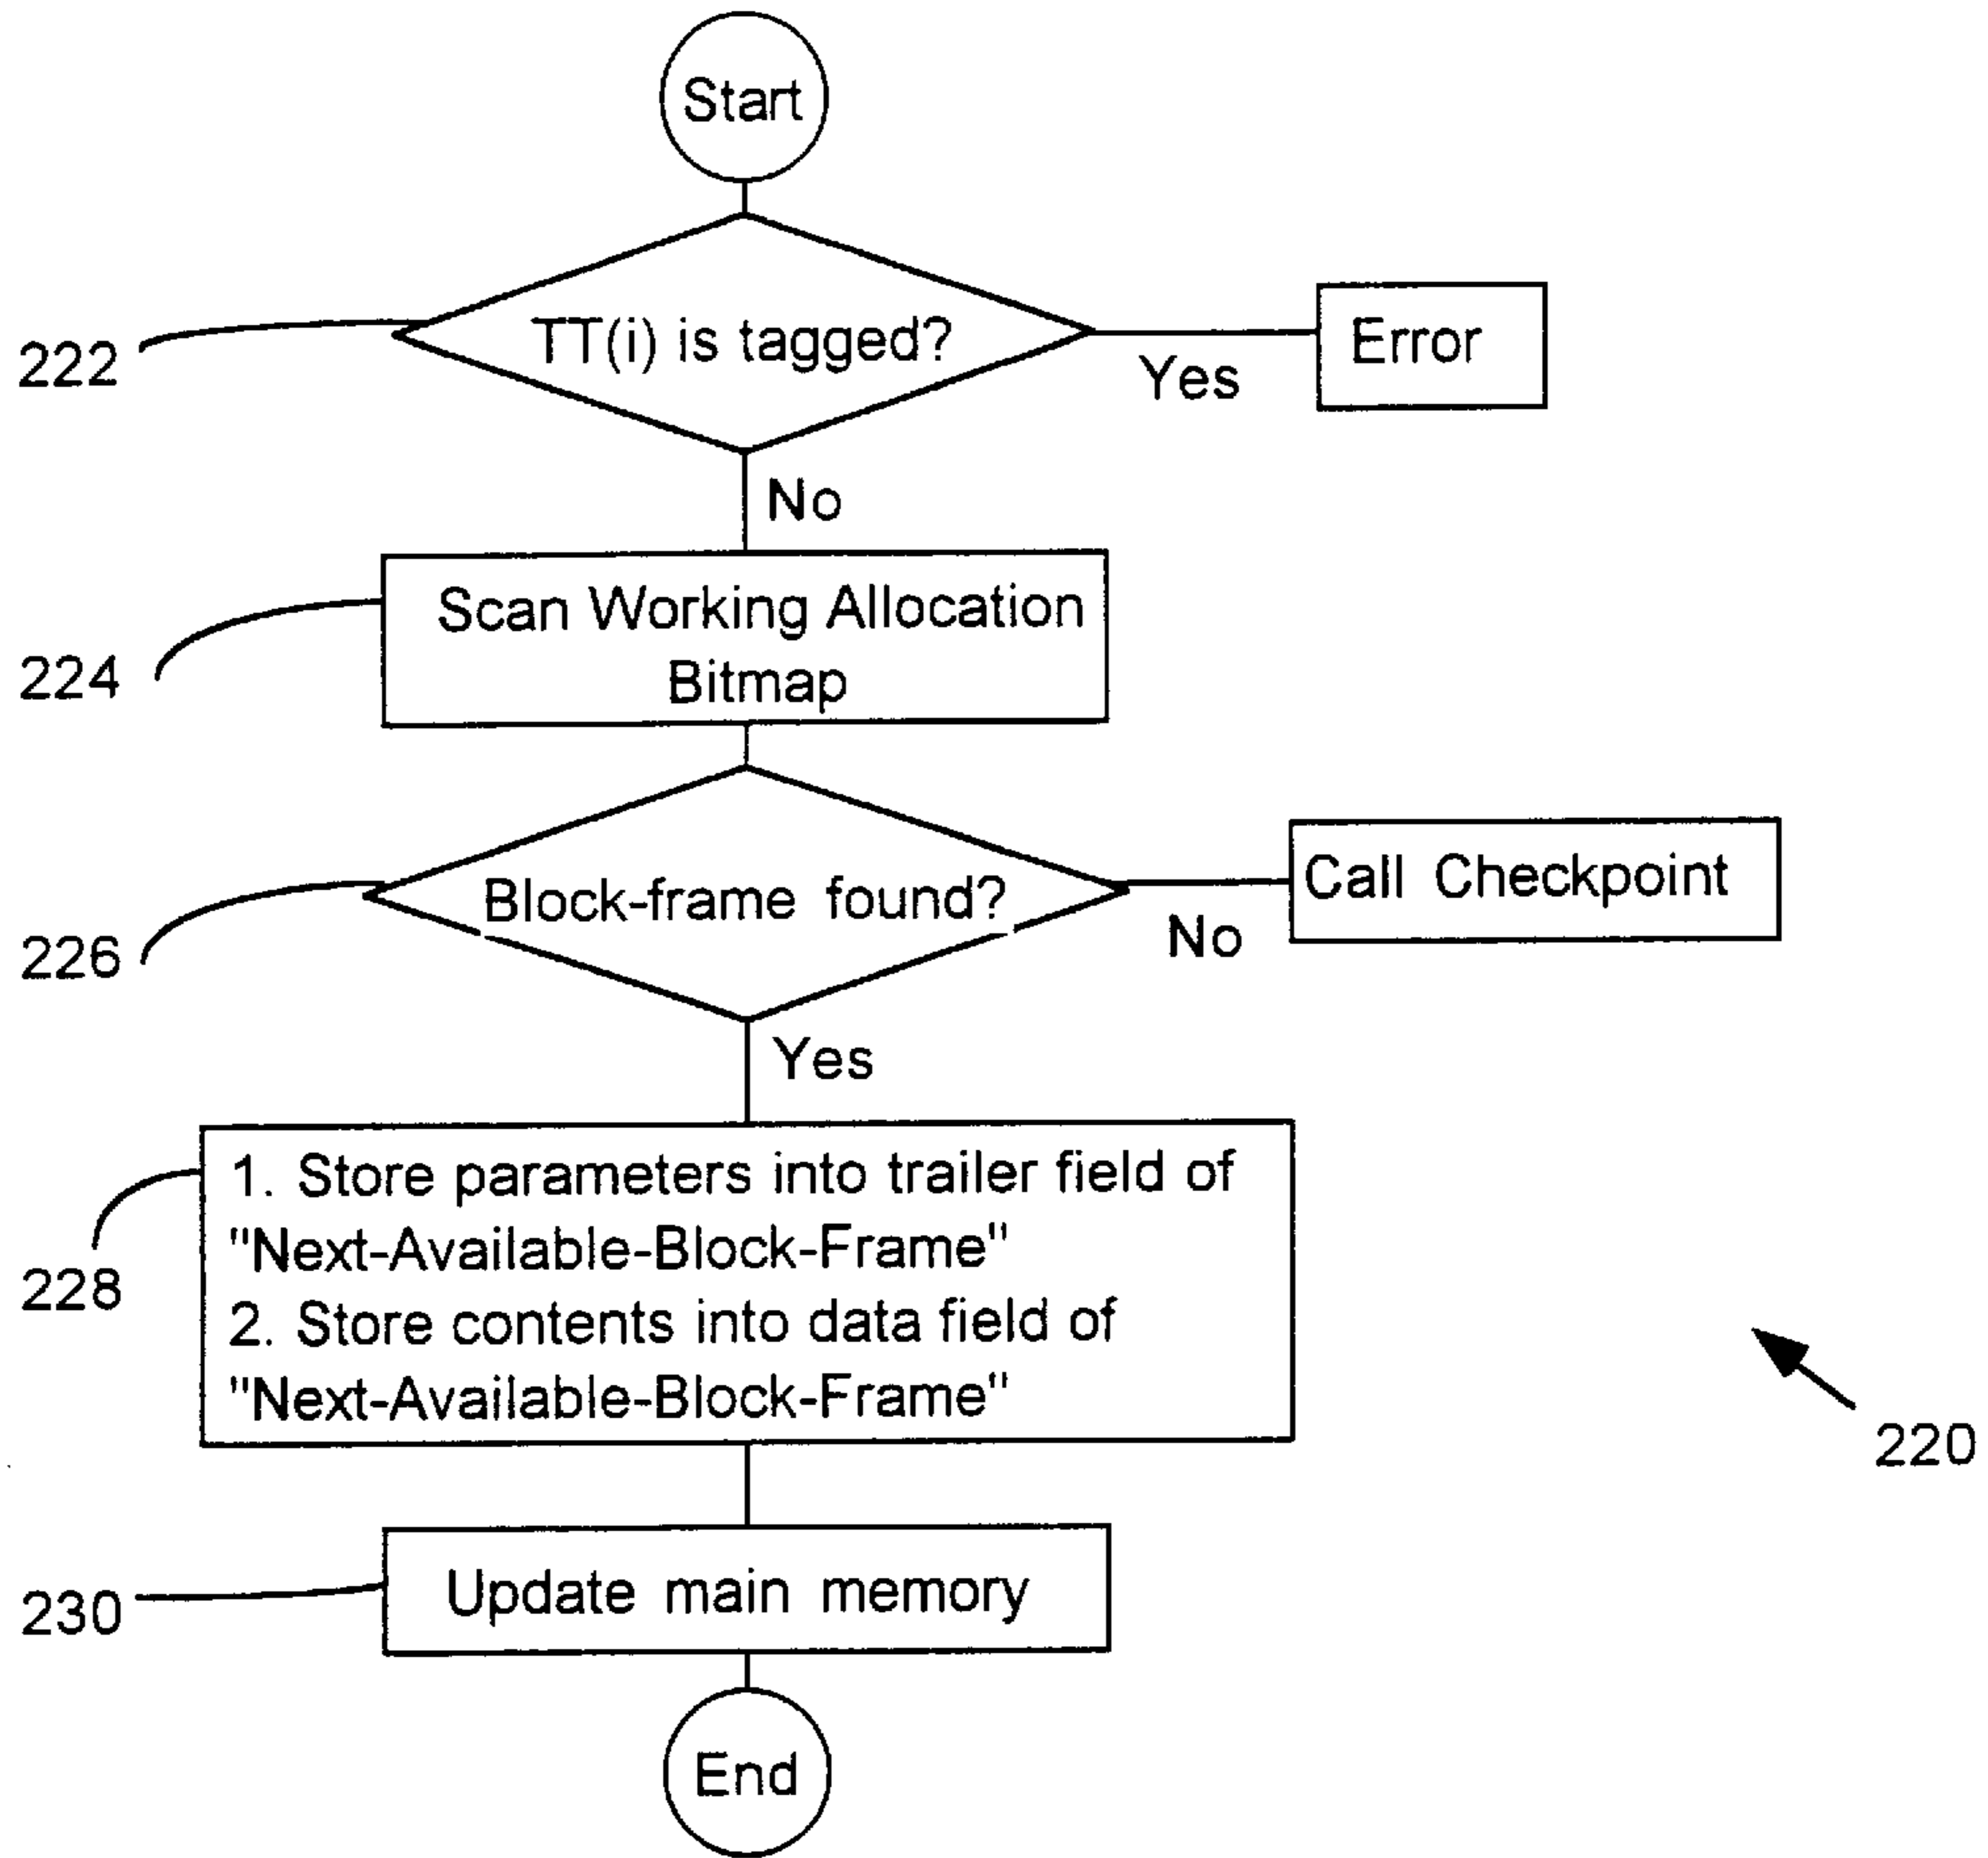 Start
222
TT(i) is tagged?
Yes
Error
No
224
Scan Working Allocation
Bitmap
226
Block-frame found?
No
Call Checkpoint
Yes
228
1. Store parameters into trailer field of
"Next-Available-Block-Frame"
2. Store contents into data field of
"Next-Available-Block-Frame"
220
230
Update main memory
End